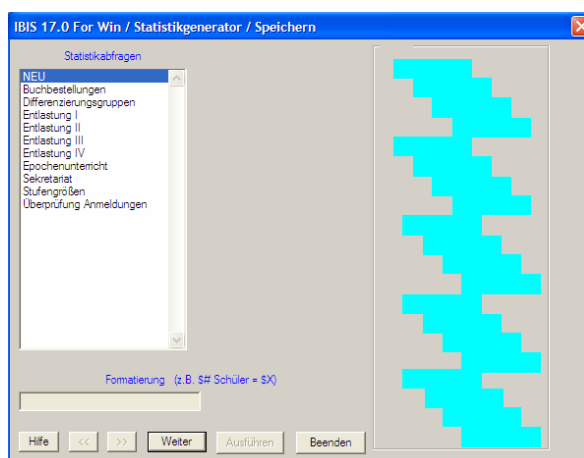 IBIS 17.0 For Win / Statistikgenerator / Speichern
Statistikabfragen
NEU
Buchbestellungen
Differenzierungsgruppen
Entlastung I
Entlastung II
Entlastung III
Entlastung IV
Epochenunterricht
Sekretariat
Stufengrößen
Überprüfung Anmeldungen
Formatierung (z.B. $# Schüler = $X)
Hilfe << >> Weiter Ausführen Beenden